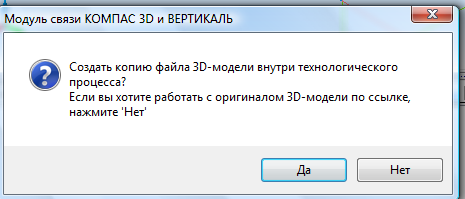 Модуль связи КОМПАС 3D и ВЕРТИКАЛЬ
Создать копию файла 3D-модели внутри технологического
процесса?
Если вы хотите работать с оригиналом 3D-модели по ссылке,
нажмите 'Нет'
Да
Нет